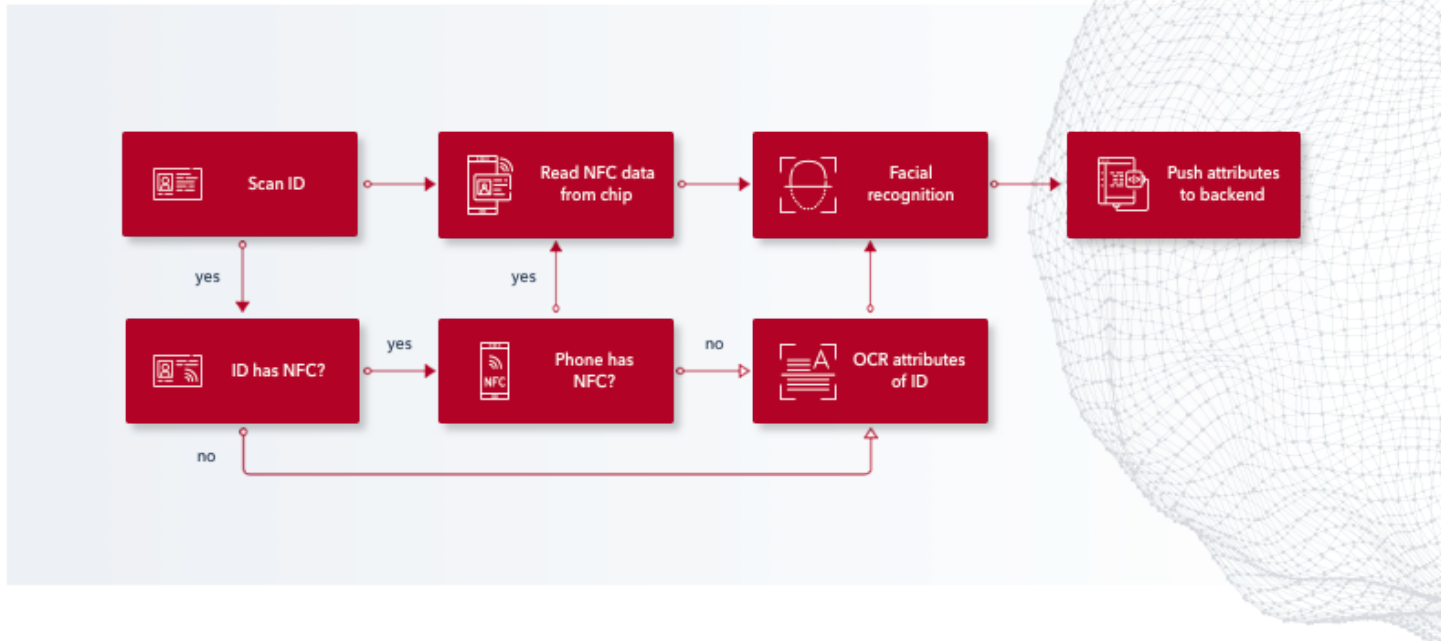 Scan ID
Read NFC data
from chip
Facial
recognition
Push attributes
to backend
yes
yes
ID has NFC?
yes
NFC
Phone has
NFC?
no
A
OCR attributes
of ID
no